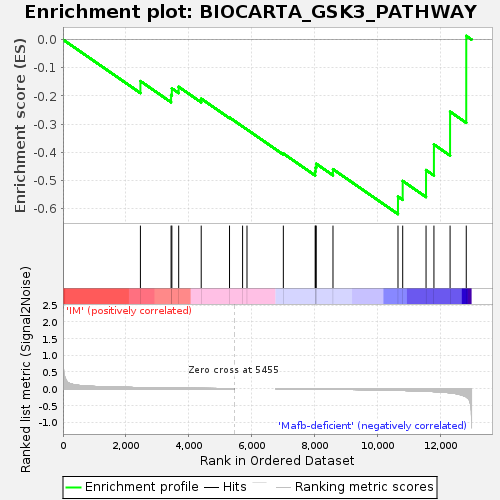 Enrichment plot: BIOCARTA_GSK3_PATHWAY
Enrichment score (ES)
0.0
-0.1
-0.2
-0.3
-0.4
-0.5
-0.6
'IM' (positively correlated)
Ranked list metric (Signal2Noise)
2.5
2.0
1.5
1.0
0.5
0.0
-0.5
-1.0
Zero cross at 5455
'Mafb-deficient' (negatively correlated)
0
2,000
4,000
6,000
8,000
10,000
12,000
Rank in Ordered Dataset
Enrichment profile
Hits
Ranking metric scores